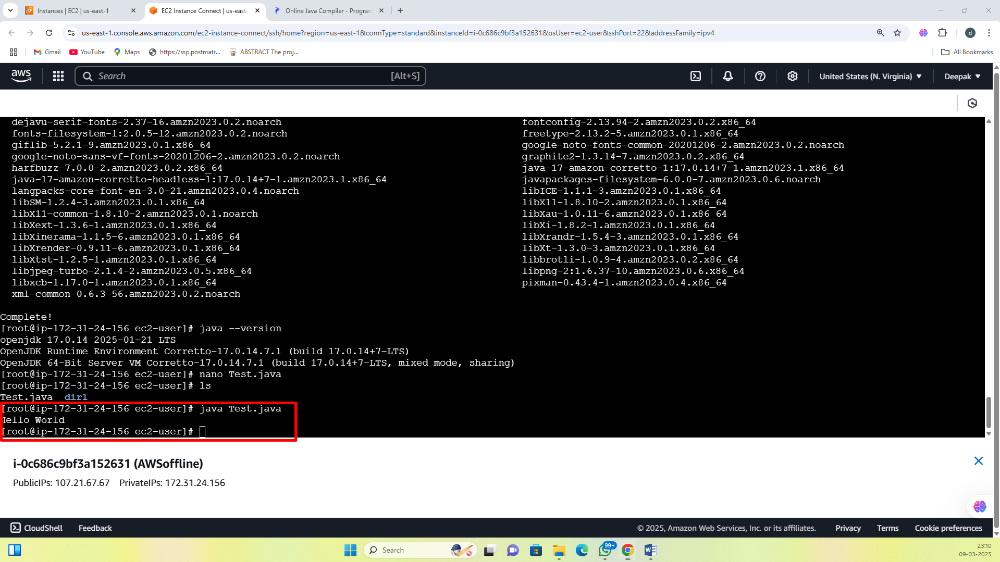 Instances | EC2 | us-east-1
EC2 Instance Connect | us-east-
Online Java Compiler - Program
us-east-1.console.aws.amazon.com/ec2-instance-connect/ssh/home?region=us-east-1&connType=standard&instanceId=i-0c686c9bf3a152631&osUser=ec2-user&sshPort=22&addressFamily=ipv4
d
Gmail
YouTube
Maps
https://ssp.postmatr...
ABSTRACT The proj...
All Bookmarks
aws
Search
[Alt+S]
United States (N. Virginia)
Deepak
dejavu-serif-fonts-2.37-16.amzn2023.0.2.noarch fontconfig-2.13.94-2.amzn2023.0.2.x86_64
fonts-filesystem-1:2.0.5-12.amzn2023.0.2.noarch freetype-2.13.2-5.amzn2023.0.1.x86_64
giflib-5.2.1-9.amzn2023.0.1.x86_64 google-noto-fonts-common-20201206-2.amzn2023.0.2.noarch
google-noto-sans-vf-fonts-20201206-2.amzn2023.0.2.noarch graphite2-1.3.14-7.amzn2023.0.2.x86_64
harfbuzz-7.0.0-2.amzn2023.0.2.x86_64 java-17-amazon-corretto-1:17.0.14+7-1.amzn2023.1.x86_64
java-17-amazon-corretto-headless-1:17.0.14+7-1.amzn2023.1.x86_64 javapackages-filesystem-6.0.0-7.amzn2023.0.6.noarch
langpacks-core-font-en-3.0-21.amzn2023.0.4.noarch libICE-1.1.1-3.amzn2023.0.1.x86_64
libSM-1.2.4-3.amzn2023.0.1.x86_64 libX11-1.8.10-2.amzn2023.0.1.x86_64
libX11-common-1.8.10-2.amzn2023.0.1.noarch libXau-1.0.11-6.amzn2023.0.1.x86_64
libXext-1.3.6-1.amzn2023.0.1.x86_64 libXi-1.8.2-1.amzn2023.0.1.x86_64
libXinerama-1.1.5-6.amzn2023.0.1.x86_64 libXrandr-1.5.4-3.amzn2023.0.1.x86_64
libXrender-0.9.11-6.amzn2023.0.1.x86_64 libXt-1.3.0-3.amzn2023.0.1.x86_64
libXtst-1.2.5-1.amzn2023.0.1.x86_64 libbrotli-1.0.9-4.amzn2023.0.2.x86_64
libjpeg-turbo-2.1.4-2.amzn2023.0.5.x86_64 libpng-2:1.6.37-10.amzn2023.0.6.x86_64
libxcb-1.17.0-1.amzn2023.0.1.x86_64 pixman-0.43.4-1.amzn2023.0.4.x86_64
xml-common-0.6.3-56.amzn2023.0.2.noarch
Complete!
[root@ip-172-31-24-156 ec2-user]# java --version
openjdk 17.0.14 2025-01-21 LTS
OpenJDK Runtime Environment Corretto-17.0.14.7.1 (build 17.0.14+7-LTS)
OpenJDK 64-Bit Server VM Corretto-17.0.14.7.1 (build 17.0.14+7-LTS, mixed mode, sharing)
[root@ip-172-31-24-156 ec2-user]# nano Test.java
[root@ip-172-31-24-156 ec2-user]# ls
Test.java dir1
[root@ip-172-31-24-156 ec2-user]# java Test.java
Hello World
[root@ip-172-31-24-156 ec2-user]#
i-0c686c9bf3a152631 (AWSoffline)
PublicIPs: 107.21.67.67 PrivateIPs: 172.31.24.156
CloudShell
Feedback
© 2025, Amazon Web Services, Inc. or its affiliates.
Privacy
Terms
Cookie preferences
Search
99+
23:10
09-03-2025